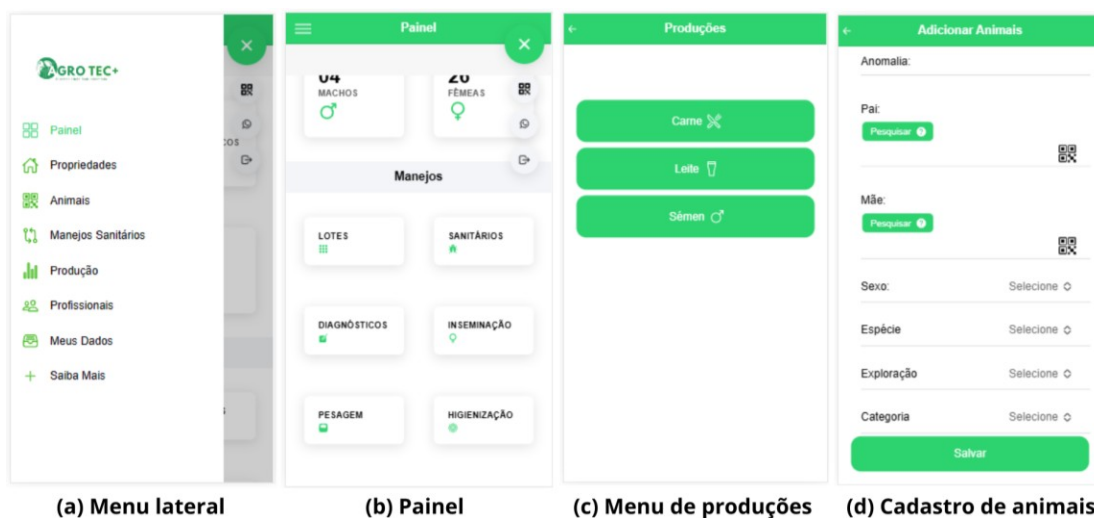 AGRO TEC+
Painel
Propriedades
Animais
Manejos Sanitários
Produção
Profissionais
Meus Dados
Saiba Mais
COS
S
(a) Menu lateral
Painel
04
MACHOS
26
FÊMEAS
Manejos
LOTES
SANITÁRIOS
DIAGNÓSTICOS
INSEMINAÇÃO
PESAGEM
HIGIENIZAÇÃO
(b) Painel
Produções
Carne
Leite
Sêmen
(c) Menu de produções
Adicionar Animais
Anomalia:
Pai:
Pesquisar ?
Mãe:
Pesquisar ?
Sexo: Selecione
Espécie Selecione
Exploração Selecione
Categoria Selecione
Salvar
(d) Cadastro de animais